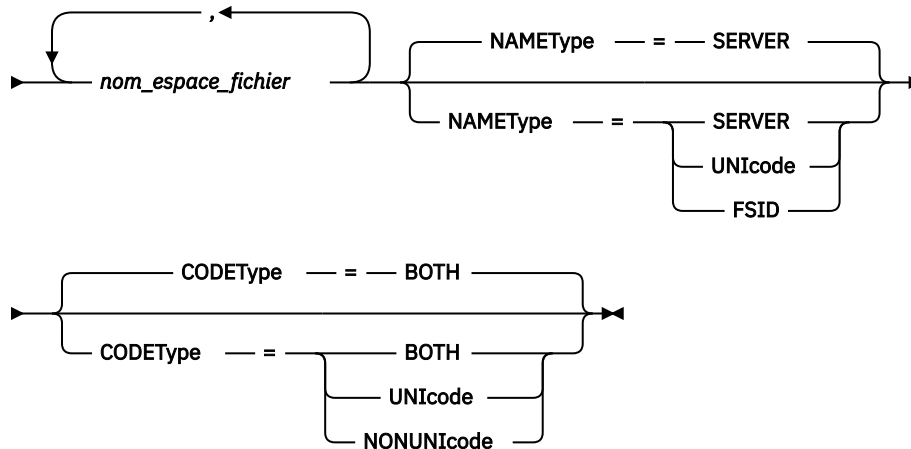 ,
NAMEType = SERVER
nom_espace_fichier
NAMEType = SERVER
UNIcode
FSID
CODEType = BOTH
CODEType = BOTH
UNIcode
NONUNIcode